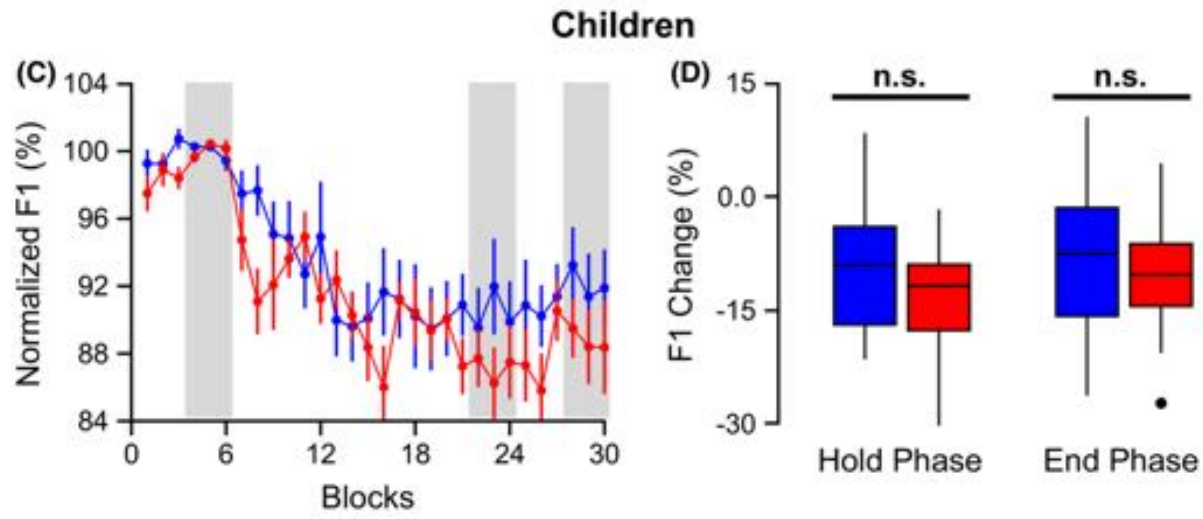 Children
(C)
104
100
96
92
88
84
Normalized F1 (%)
0 6 12 18 24 30
Blocks
(D)
15
0.0
-15
-30
F1 Change (%)
n.s. n.s.
Hold Phase End Phase